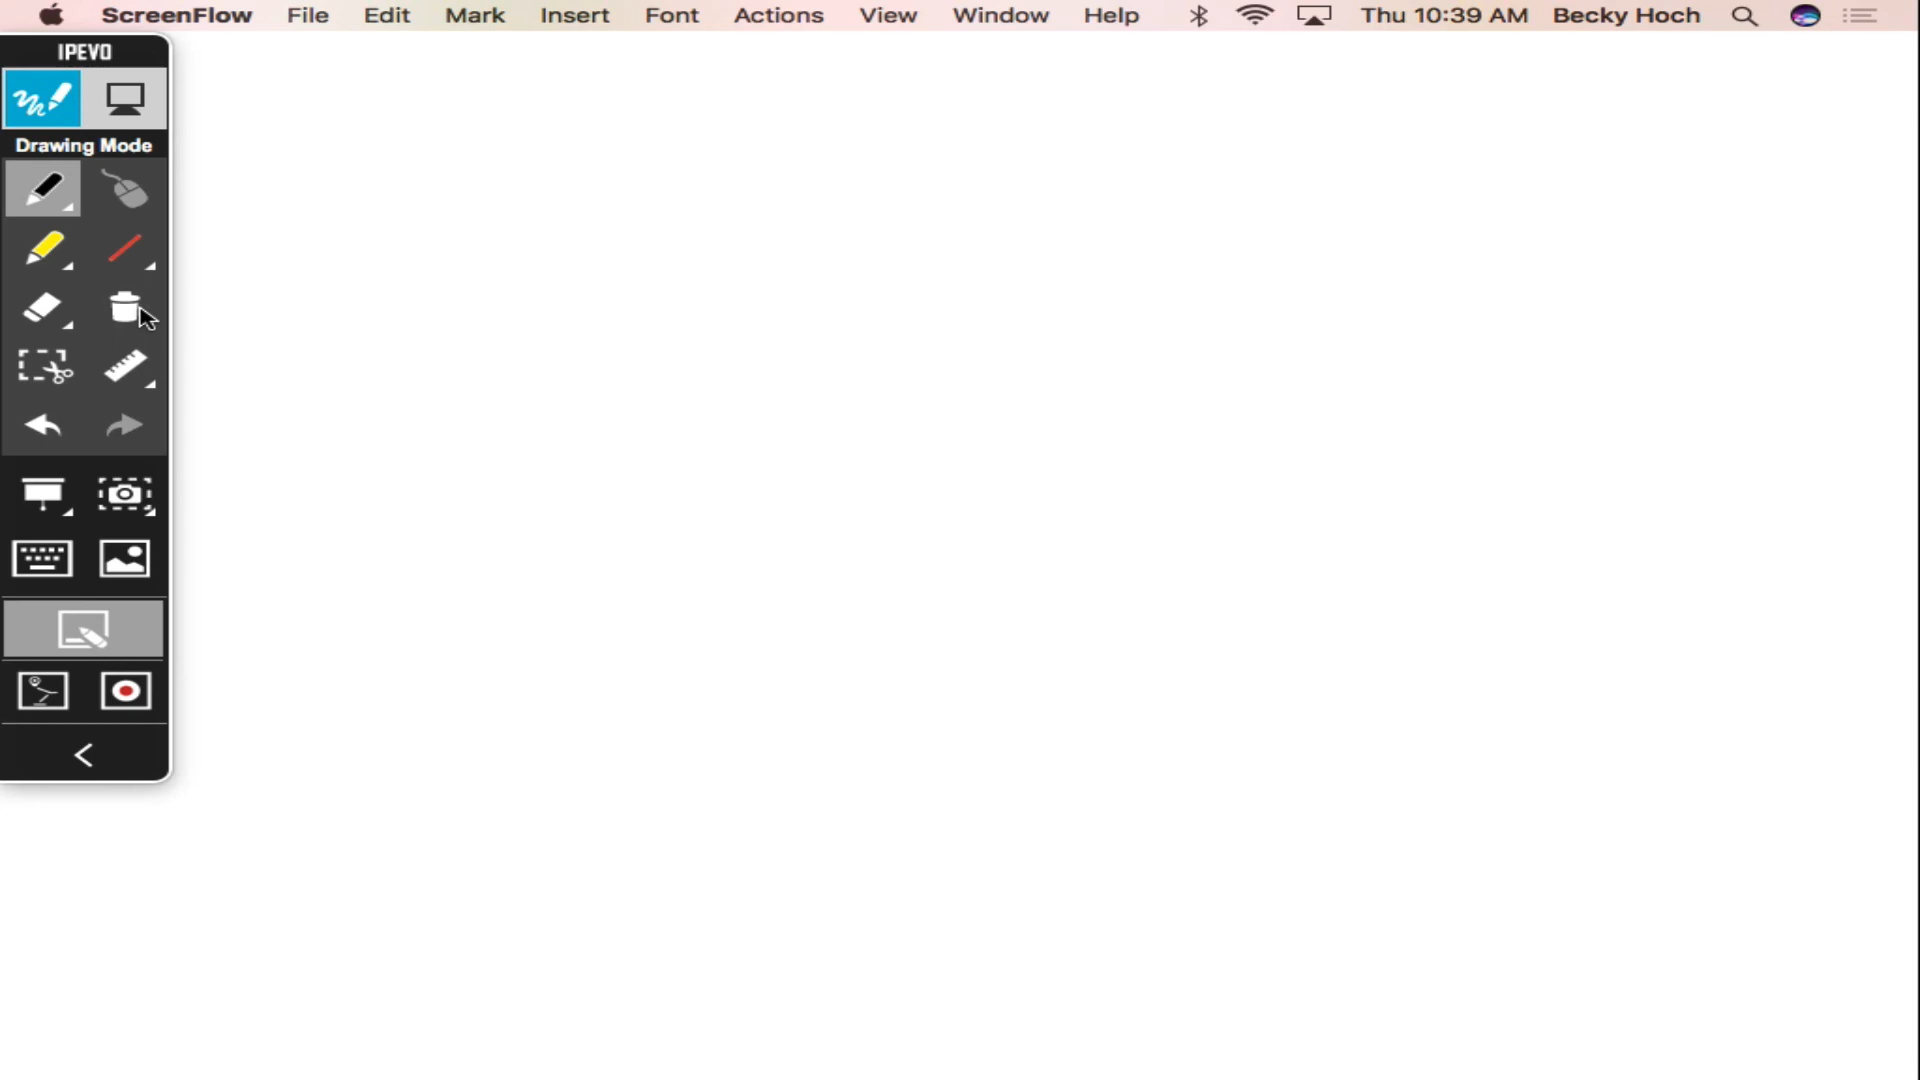 ScreenFlow File Edit Mark Insert Font Actions View Window Help Thu 10:39 AM Becky Hoch
IPEVO
Drawing Mode